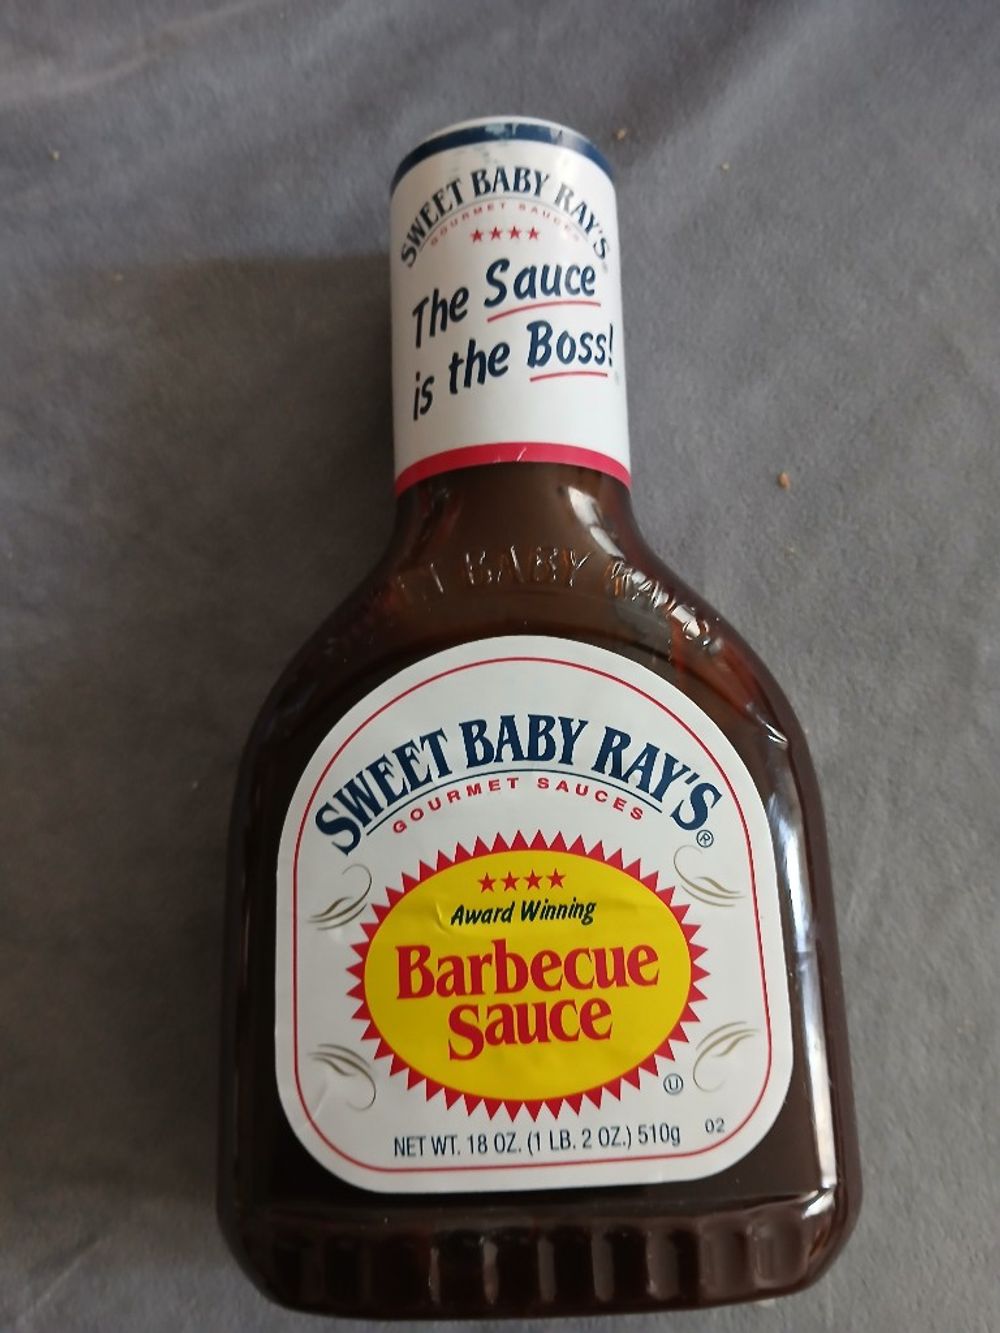 SWEET BABY RAY'S
GOURMET SAUCES
The Sauce
is the Boss!
BABY RAY'S
SWEET BABY RAY'S®
GOURMET SAUCES
Award Winning
Barbecue
Sauce
U
NET WT. 18 OZ. (1 LB. 2 OZ.) 510g
02